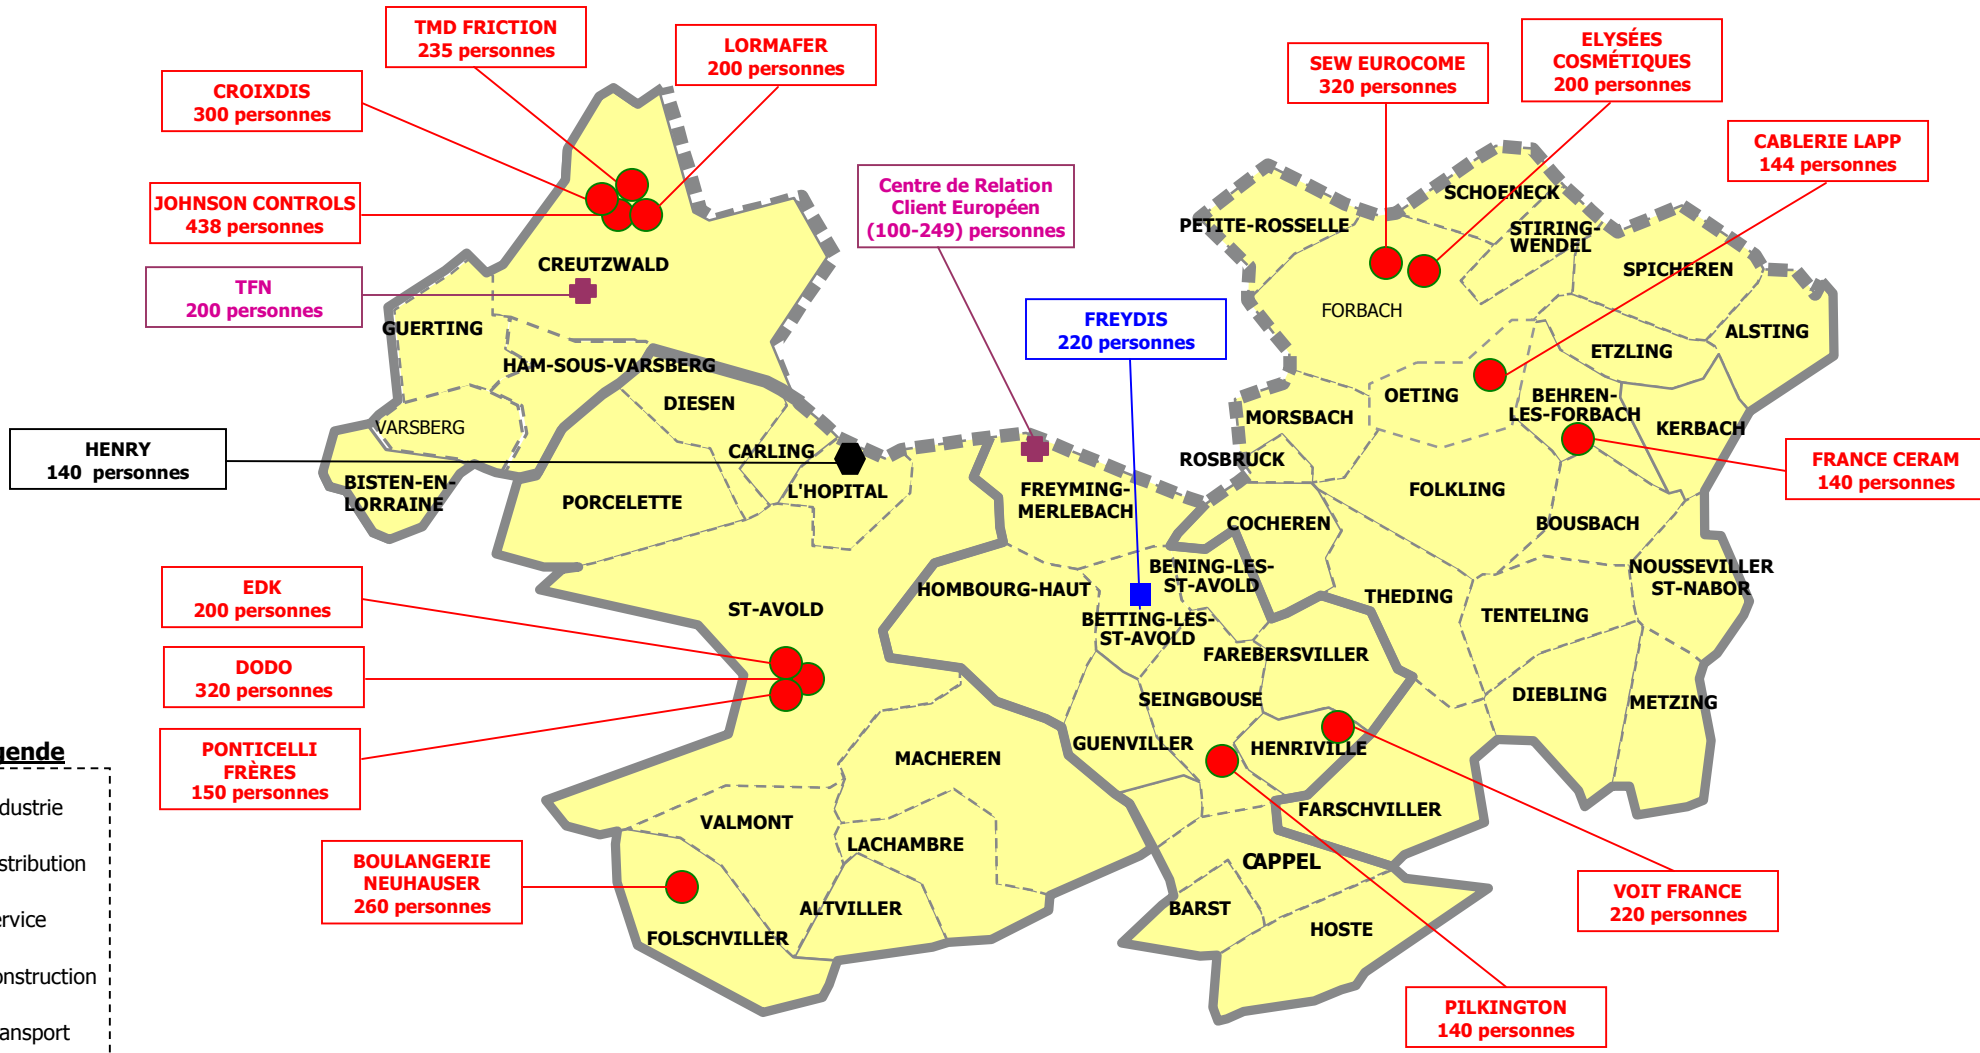 TMD FRICTION
235 personnes
LORMAFER
200 personnes
CROIXDIS
300 personnes
JOHNSON CONTROLS
438 personnes
TFN
200 personnes
SEW EUROCOME
320 personnes
ELYSÉES
COSMÉTIQUES
200 personnes
CABLERIE LAPP
144 personnes
Centre de Relation
Client Européen
(100-249) personnes
FREYDIS
220 personnes
HENRY
140 personnes
FRANCE CERAM
140 personnes
EDK
200 personnes
DODO
320 personnes
PONTICELLI
FRÈRES
150 personnes
BOULANGERIE
NEUHAUSER
260 personnes
VOIT FRANCE
220 personnes
PILKINGTON
140 personnes
CREUTZWALD
GUERTING
HAM-SOUS-VARSBERG
VARSBERG
BISTEN-EN-
LORRAINE
DIESEN
CARLING
L'HOPITAL
PORCELETTE
ST-AVOLD
MACHEREN
VALMONT
LACHAMBRE
ALTVILLER
FOLSCHVILLER
FREYMING-
MERLEBACH
HOMBOURG-HAUT
BENING-LES-
ST-AVOLD
BETTING-LES-
ST-AVOLD
FAREBERSVILLER
SEINGBOUSE
GUENVILLER
HENRIVILLE
FARSCHVILLER
CAPPEL
BARST
HOSTE
PETITE-ROSSELLE
SCHOENECK
STIRING-
WENDEL
SPICHEREN
FORBACH
ALSTING
ETZLING
OETING
BEHREN-
LES-FORBACH
KERBACH
MORSBACH
ROSBRUCK
COCHEREN
FOLKLING
BOUSBACH
NOUSSEVILLER
ST-NABOR
THEDING
TENTELING
DIEBLING
METZING
gende
dustrie
stribution
ervice
onstruction
ansport